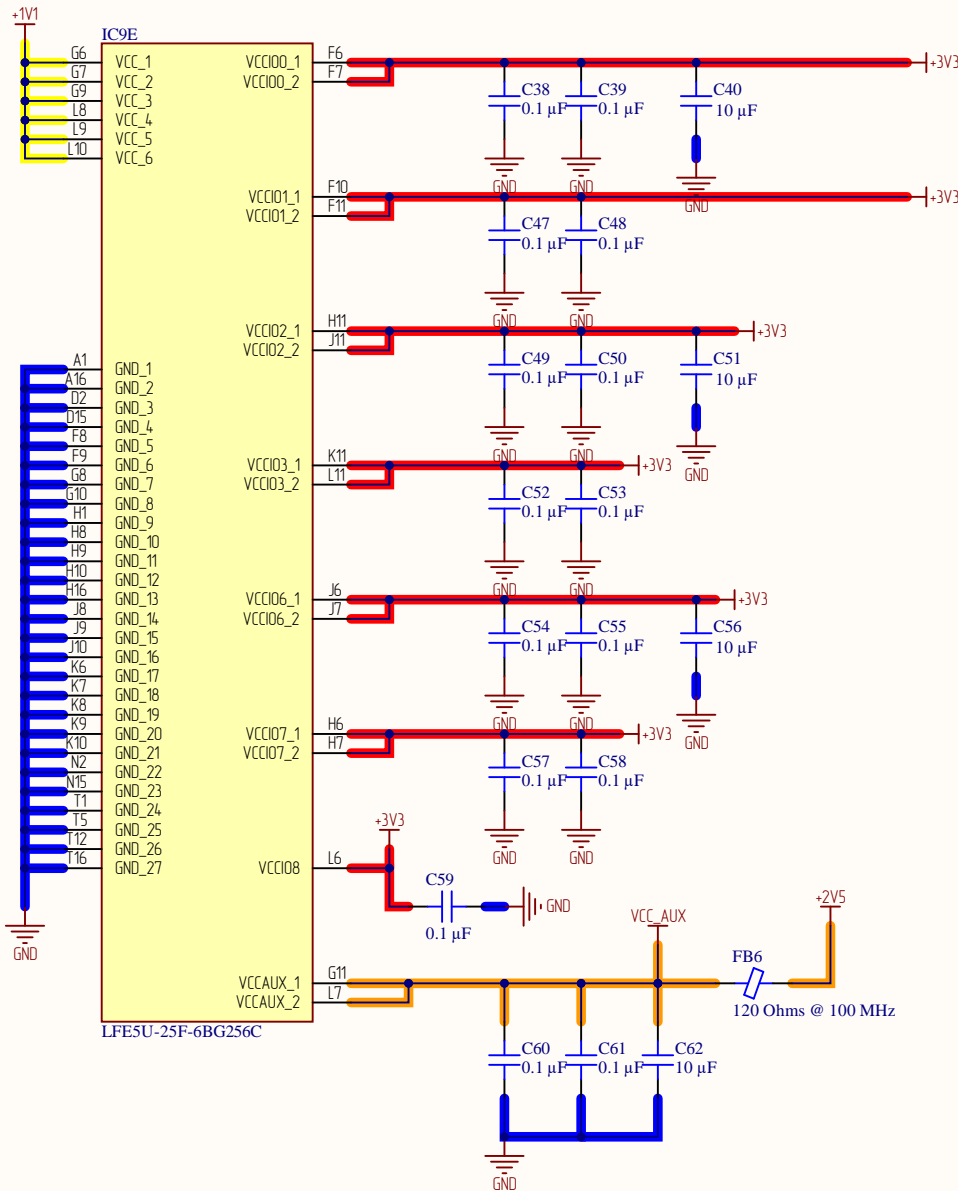 +1V1
IC9E
G6 VCC_1
G7 VCC_2
G9 VCC_3
L8 VCC_4
L9 VCC_5
L10 VCC_6
A1 GND_1
A16 GND_2
D2 GND_3
D15 GND_4
F8 GND_5
F9 GND_6
G8 GND_7
G10 GND_8
H1 GND_9
H8 GND_10
H9 GND_11
H10 GND_12
H16 GND_13
J8 GND_14
J9 GND_15
J10 GND_16
K6 GND_17
K7 GND_18
K8 GND_19
K9 GND_20
K10 GND_21
N2 GND_22
N15 GND_23
T1 GND_24
T5 GND_25
T12 GND_26
T16 GND_27
GND
VCCIO0_1 F6 +3V3
VCCIO0_2 F7
C38 C39 C40
0.1 µF 0.1 µF 10 µF
GND GND GND
VCCIO1_1 F10 +3V3
VCCIO1_2 F11
C47 C48
0.1 µF 0.1 µF
GND GND
VCCIO2_1 H11 +3V3
VCCIO2_2 J11
C49 C50 C51
0.1 µF 0.1 µF 10 µF
GND GND GND
VCCIO3_1 K11 +3V3
VCCIO3_2 L11
C52 C53
0.1 µF 0.1 µF
GND GND
VCCIO6_1 J6 +3V3
VCCIO6_2 J7
C54 C55 C56
0.1 µF 0.1 µF 10 µF
GND GND GND
VCCIO7_1 H6 +3V3
VCCIO7_2 H7
C57 C58
0.1 µF 0.1 µF
GND GND
+3V3
VCCIO8 L6
C59
0.1 µF
GND
VCC_AUX
+2V5
VCCAUX_1 G11
VCCAUX_2 L7
FB6
120 Ohms @ 100 MHz
LFE5U-25F-6BG256C
C60 C61 C62
0.1 µF 0.1 µF 10 µF
GND